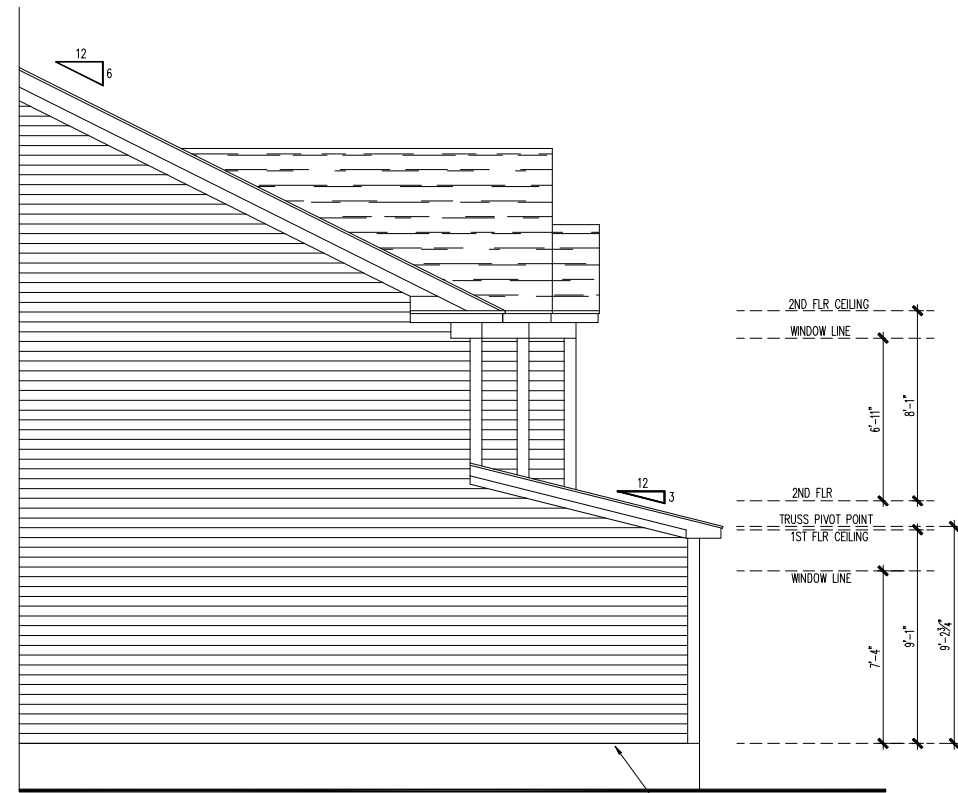 12
6
2ND FLR CEILING
WINDOW LINE
6'-11"
8'-1"
12
3
2ND FLR
TRUSS PIVOT POINT
1ST FLR CEILING
WINDOW LINE
7'-4"
9'-1"
9'-2¾"